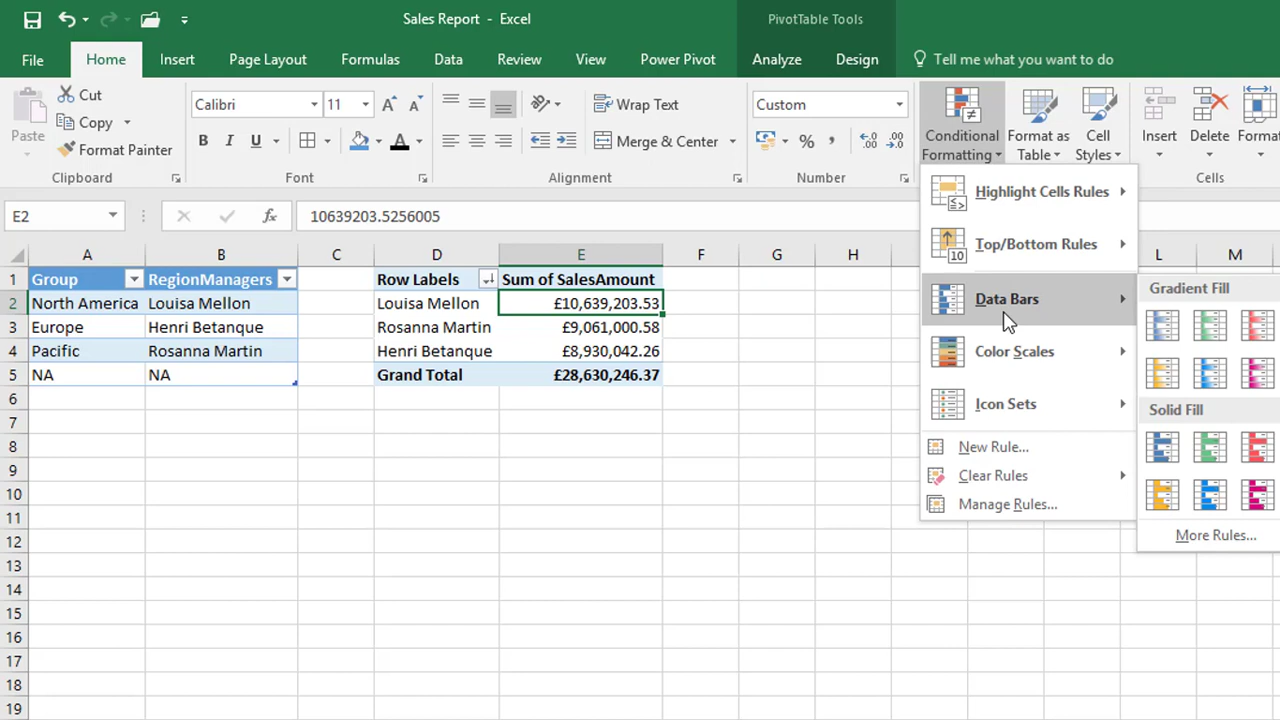 Sales Report - Excel
PivotTable Tools
File Home Insert Page Layout Formulas Data Review View Power Pivot Analyze Design Tell me what you want to do
Paste
Cut
Copy
Format Painter
Clipboard
Calibri 11
B I U
Font
Wrap Text
Merge & Center
Alignment
Custom
%
Number
Conditional Formatting
Format as Table
Cell Styles
Insert
Delete
Forma
Cells
E2
fx
10639203.5256005
A B C D E F G H L M
1 Group RegionManagers Row Labels Sum of SalesAmount
2 North America Louisa Mellon Louisa Mellon £10,639,203.53
3 Europe Henri Betanque Rosanna Martin £9,061,000.58
4 Pacific Rosanna Martin Henri Betanque £8,930,042.26
5 NA NA Grand Total £28,630,246.37
6
7
8
9
10
11
12
13
14
15
16
17
18
19
Highlight Cells Rules
Top/Bottom Rules
10
Data Bars
Color Scales
Icon Sets
New Rule...
Clear Rules
Manage Rules...
Gradient Fill
Solid Fill
More Rules...